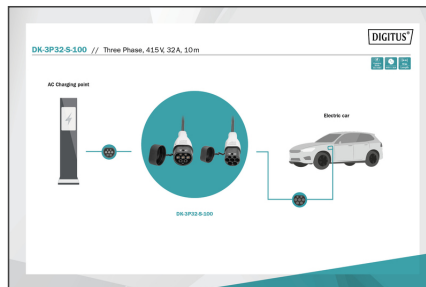 DIGITUS®
DK-3P32-S-100 // Three Phase, 415 V, 32 A, 10 m
AC Charging point
Electric car
DK-3P32-S-100